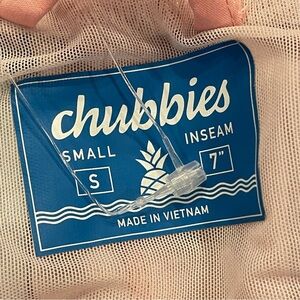 chubbies
SMALL INSEAM
S 7"
MADE IN VIETNAM